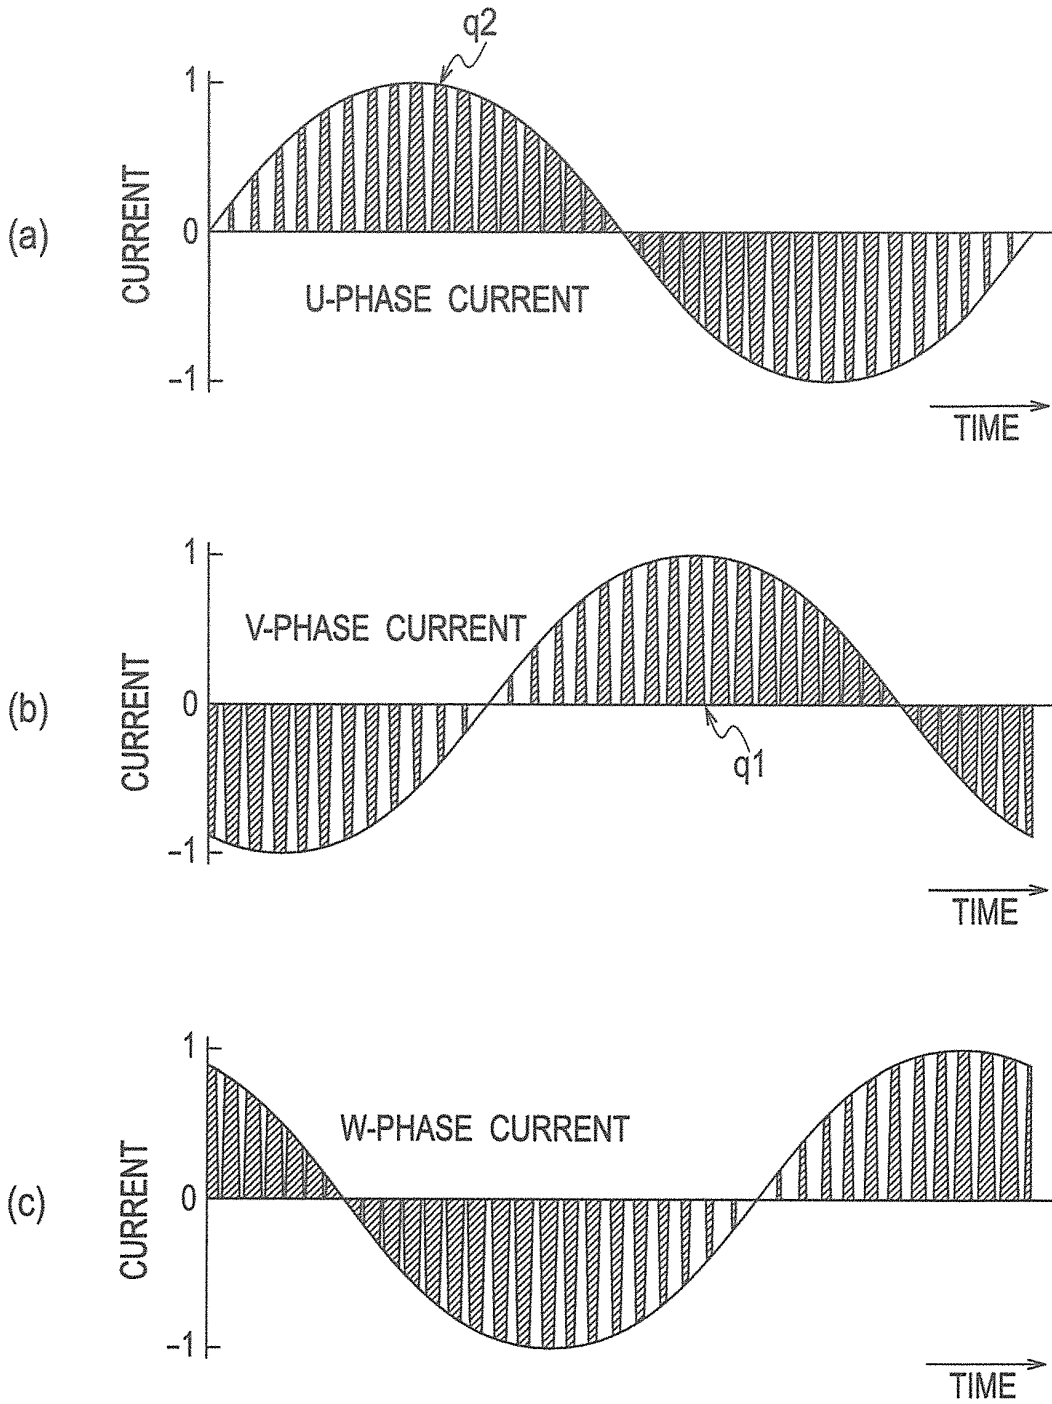 q2
1
0
−1
CURRENT
(a)
U-PHASE CURRENT
TIME
1
0
−1
CURRENT
(b)
V-PHASE CURRENT
q1
TIME
1
0
−1
CURRENT
(c)
W-PHASE CURRENT
TIME